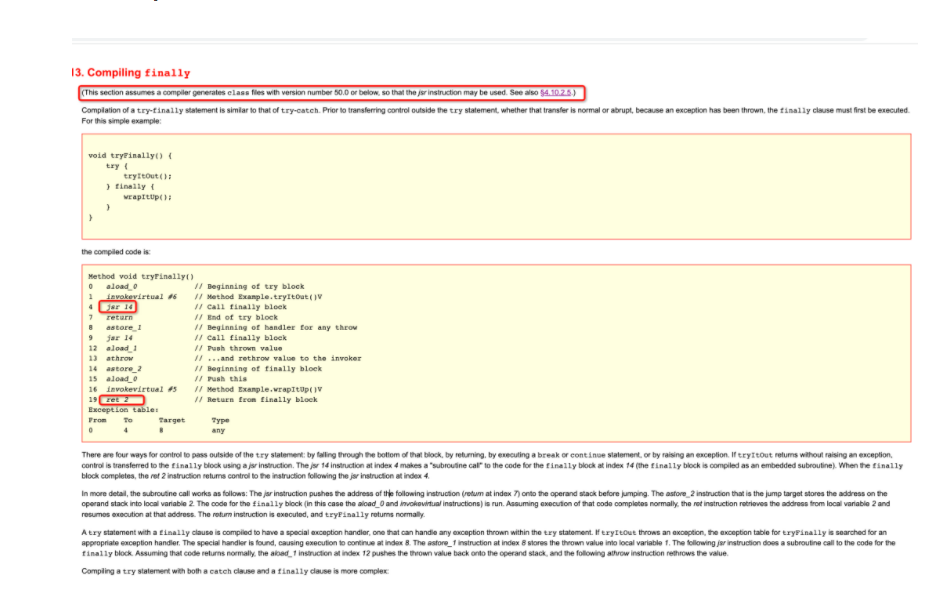 13. Compiling finally
(This section assumes a compiler generates class files with version number 50.0 or below, so that the jsr instruction may be used. See also §4.10.2.5.)
Compilation of a try-finally statement is similar to that of try-catch. Prior to transferring control outside the try statement, whether that transfer is normal or abrupt, because an exception has been thrown, the finally clause must first be executed.
For this simple example:
void tryFinally() {
    try {
        tryItOut();
    } finally {
        wrapItUp();
    }
}
the compiled code is:
Method void tryFinally()
0   aload_0             // Beginning of try block
1   invokevirtual #6    // Method Example.tryItOut()V
4   jsr 14              // Call finally block
7   return              // End of try block
8   astore_1            // Beginning of handler for any throw
9   jsr 14              // Call finally block
12  aload_1             // Push thrown value
13  athrow              // ...and rethrow value to the invoker
14  astore_2            // Beginning of finally block
15  aload_0             // Push this
16  invokevirtual #5    // Method Example.wrapItUp()V
19  ret 2               // Return from finally block
Exception table:
From    To      Target      Type
0       4       8           any
There are four ways for control to pass outside of the try statement: by falling through the bottom of that block, by returning, by executing a break or continue statement, or by raising an exception. If tryItOut returns without raising an exception,
control is transferred to the finally block using a jsr instruction. The jsr 14 instruction at index 4 makes a "subroutine call" to the code for the finally block at index 14 (the finally block is compiled as an embedded subroutine). When the finally
block completes, the ret 2 instruction returns control to the instruction following the jsr instruction at index 4.
In more detail, the subroutine call works as follows: The jsr instruction pushes the address of the following instruction (return at index 7) onto the operand stack before jumping. The astore_2 instruction that is the jump target stores the address on the
operand stack into local variable 2. The code for the finally block (in this case the aload_0 and invokevirtual instructions) is run. Assuming execution of that code completes normally, the ret instruction retrieves the address from local variable 2 and
resumes execution at that address. The return instruction is executed, and tryFinally returns normally.
A try statement with a finally clause is compiled to have a special exception handler, one that can handle any exception thrown within the try statement. If tryItOut throws an exception, the exception table for tryFinally is searched for an
appropriate exception handler. The special handler is found, causing execution to continue at index 8. The astore_1 instruction at index 8 stores the thrown value into local variable 1. The following jsr instruction does a subroutine call to the code for the
finally block. Assuming that code returns normally, the aload_1 instruction at index 12 pushes the thrown value back onto the operand stack, and the following athrow instruction rethrows the value.
Compiling a try statement with both a catch clause and a finally clause is more complex: